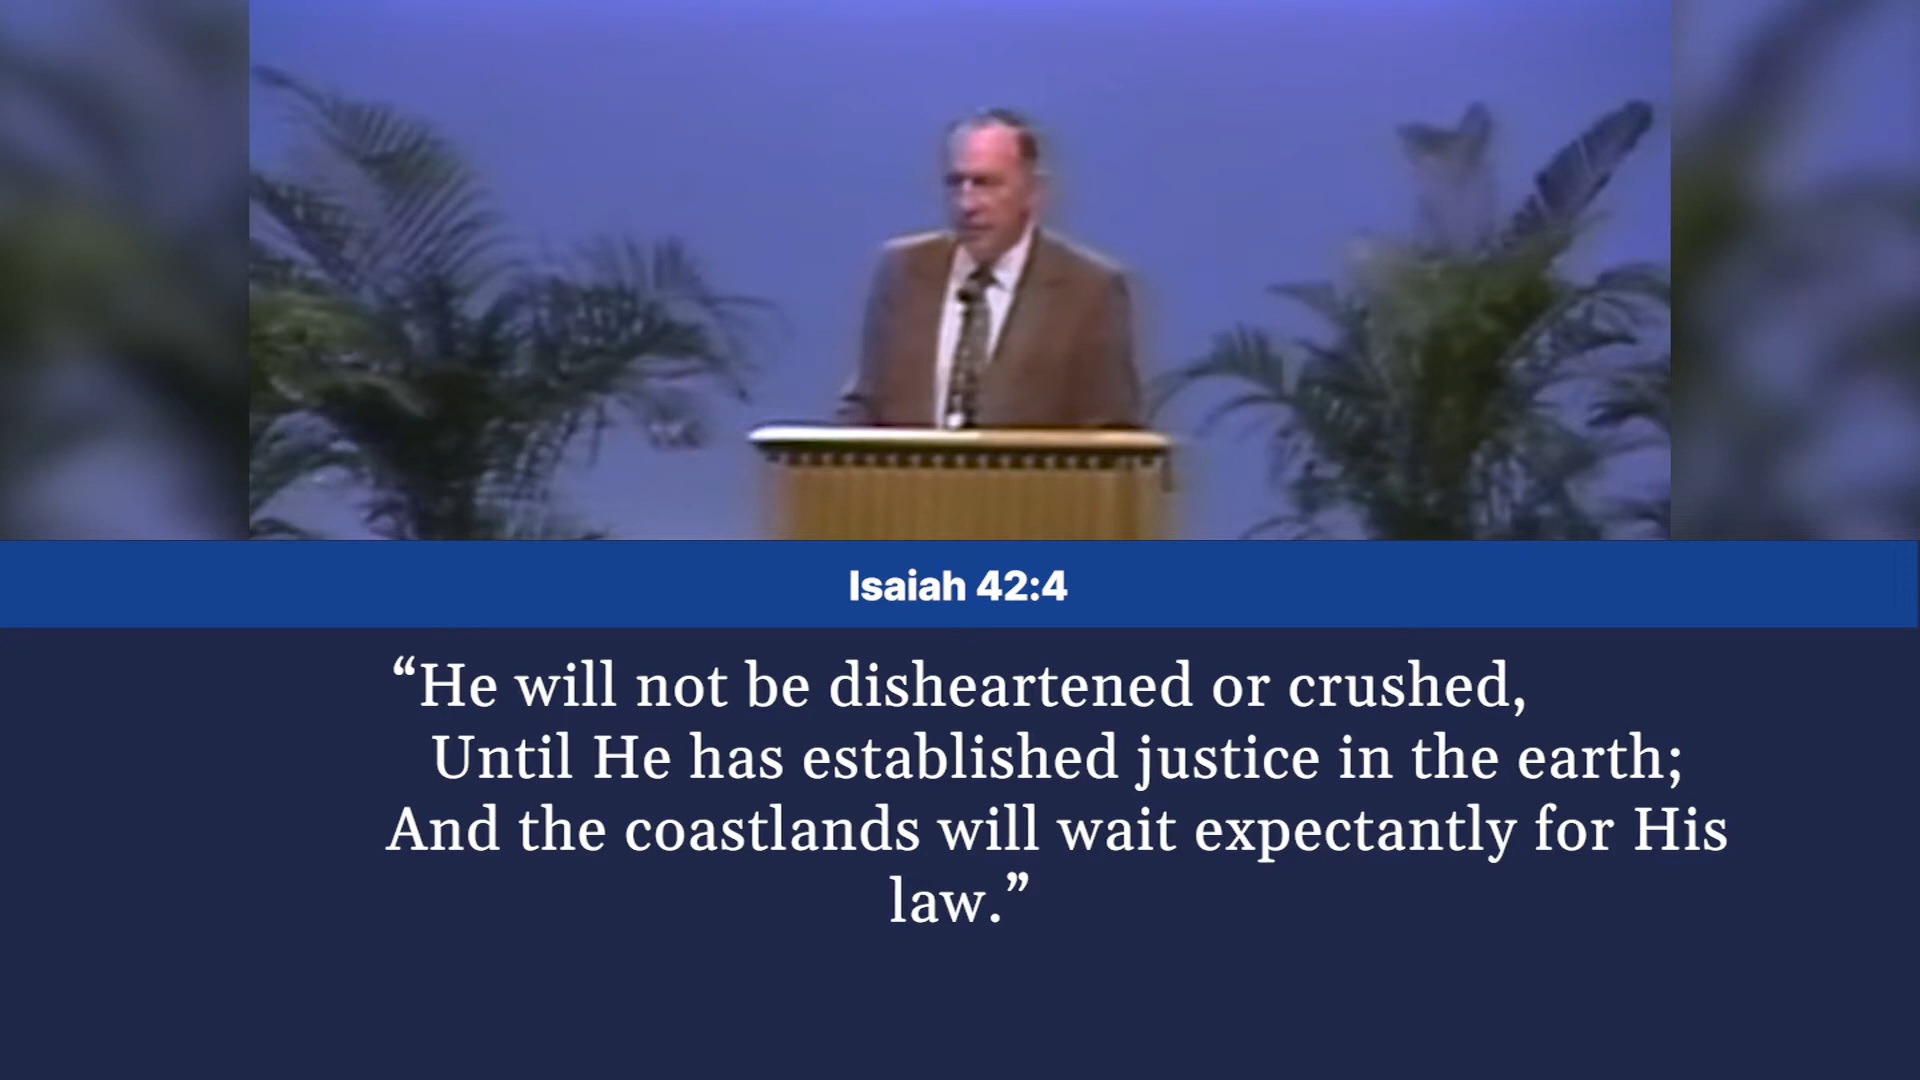 Isaiah 42:4
“He will not be disheartened or crushed,
Until He has established justice in the earth;
And the coastlands will wait expectantly for His
law.”